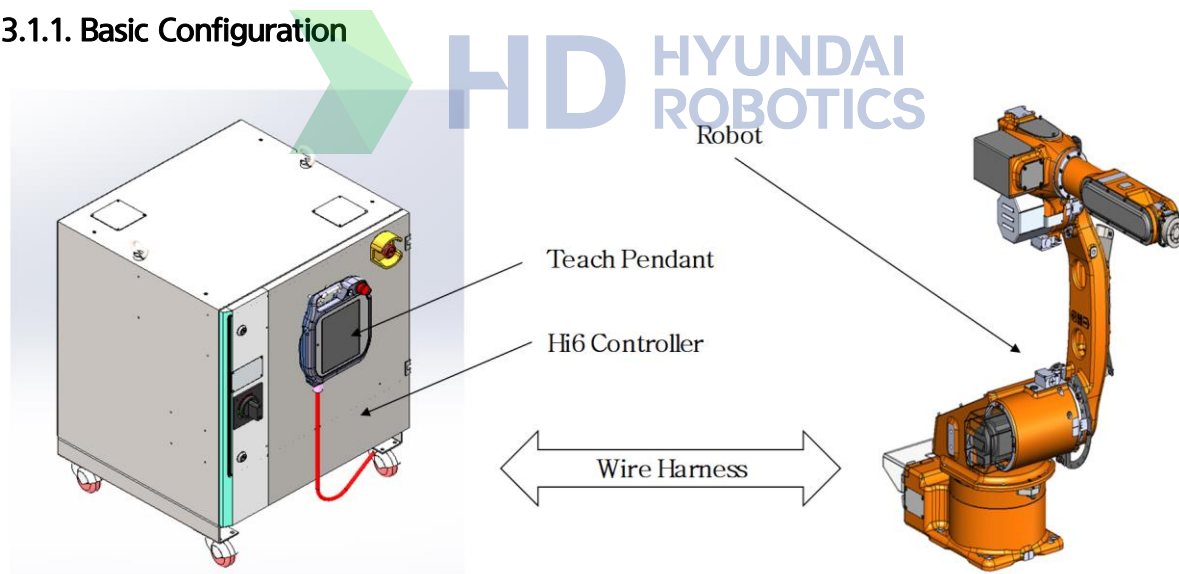 3.1.1. Basic Configuration
HD HYUNDAI
ROBOTICS
Robot
Teach Pendant
Hi6 Controller
Wire Harness